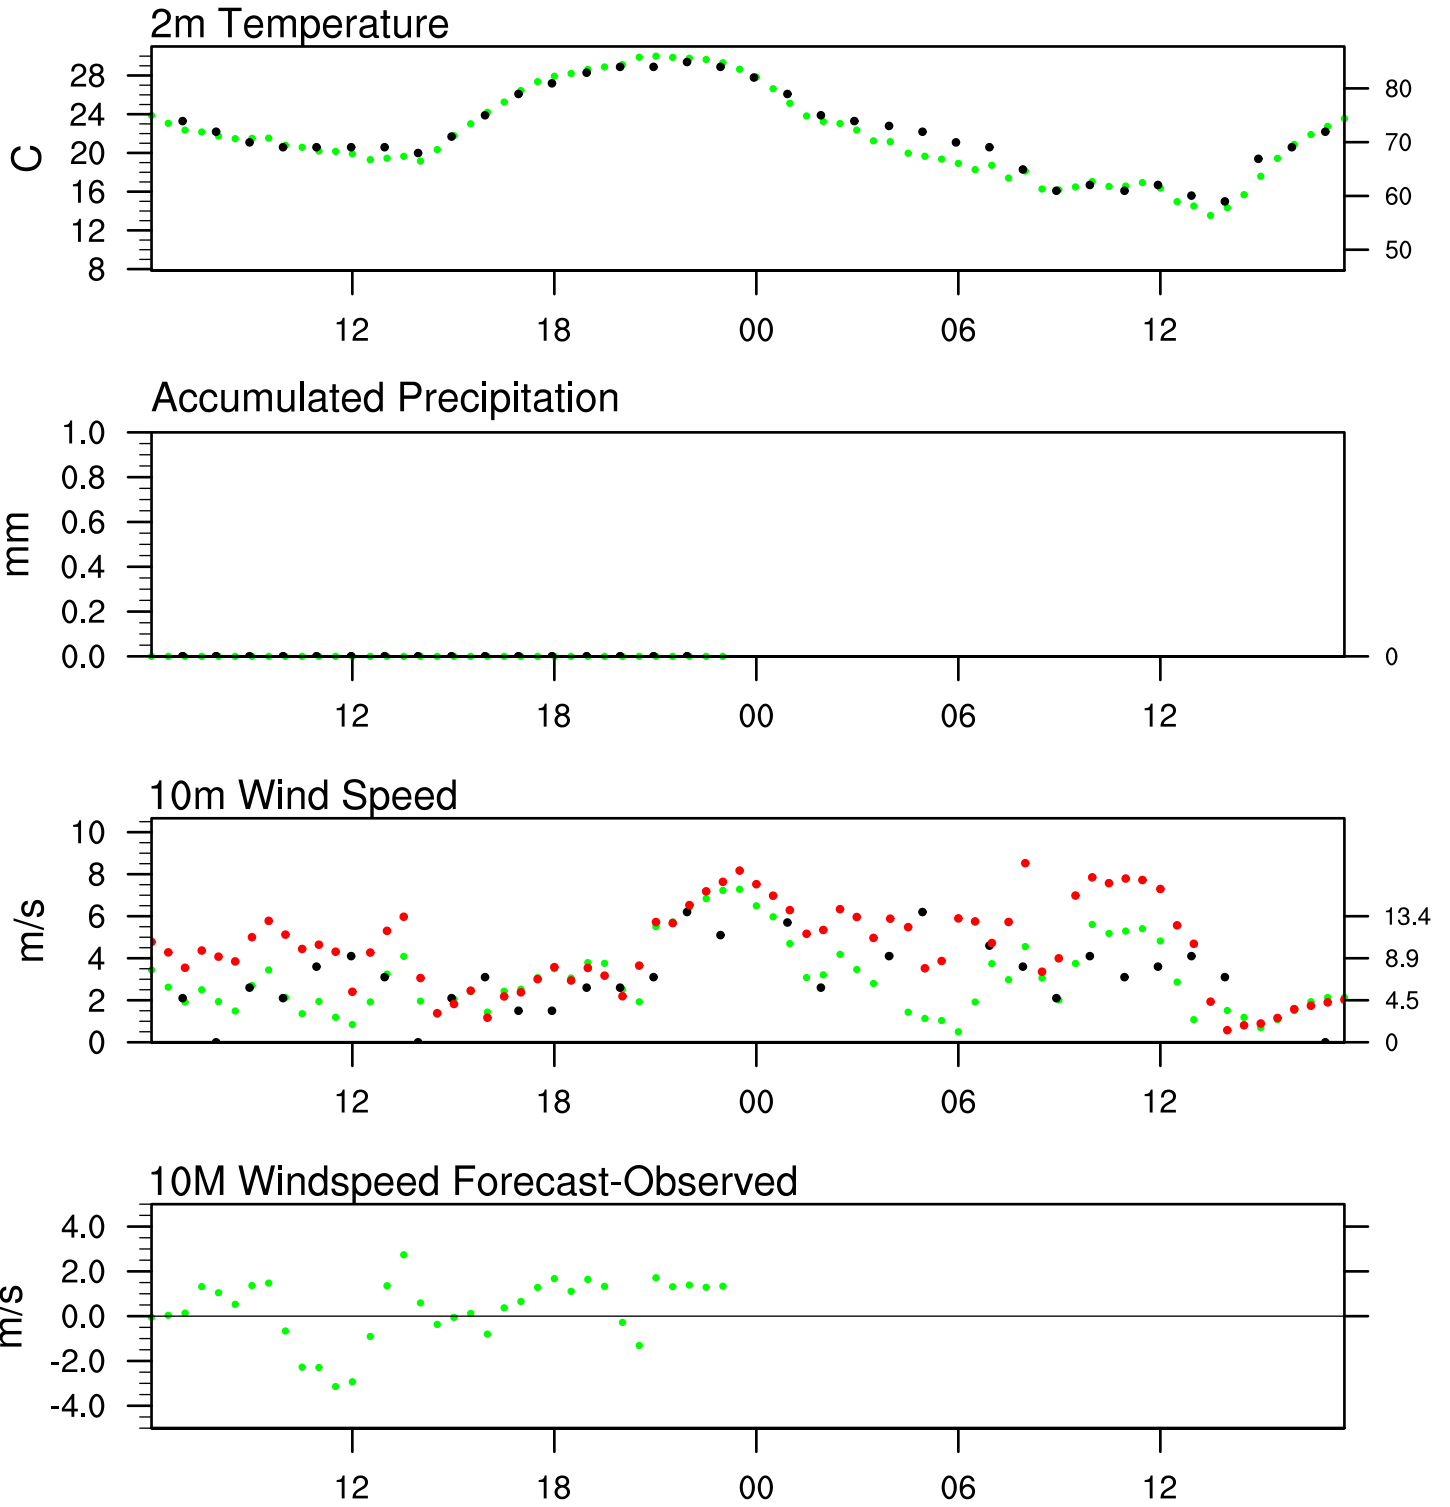 2m Temperature
28
24
20
16
12
8
C
80
70
60
50
12 18 00 06 12
Accumulated Precipitation
1.0
0.8
0.6
0.4
0.2
0.0
mm
0
12 18 00 06 12
10m Wind Speed
10
8
6
4
2
0
m/s
13.4
8.9
4.5
0
12 18 00 06 12
10M Windspeed Forecast-Observed
4.0
2.0
0.0
-2.0
-4.0
m/s
12 18 00 06 12